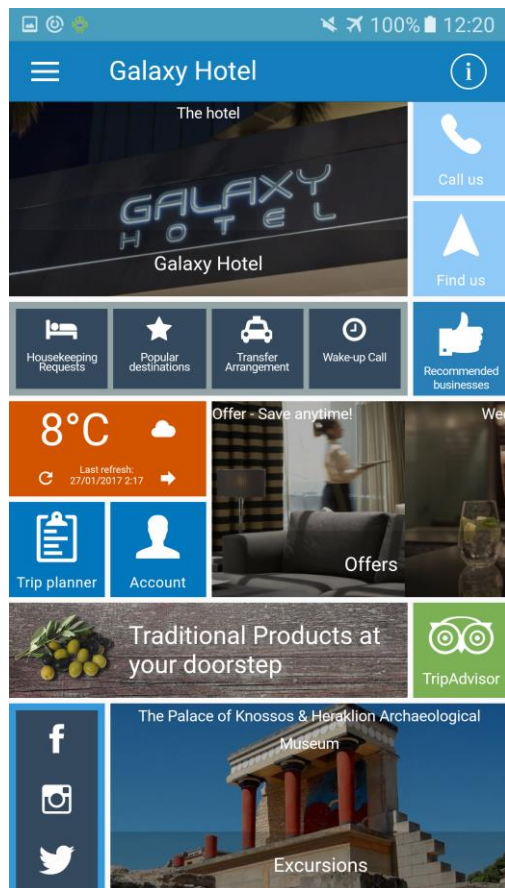 100% 12:20
Galaxy Hotel
i
The hotel
GALAXY
HOTEL
Galaxy Hotel
Call us
Find us
Housekeeping
Requests
Popular
destinations
Transfer
Arrangement
Wake-up Call
Recommended
businesses
8°C
Last refresh:
27/01/2017 2:17
Offer - Save anytime!
Offers
We
Trip planner
Account
Traditional Products at
your doorstep
TripAdvisor
f
The Palace of Knossos & Heraklion Archaeological
Museum
Excursions